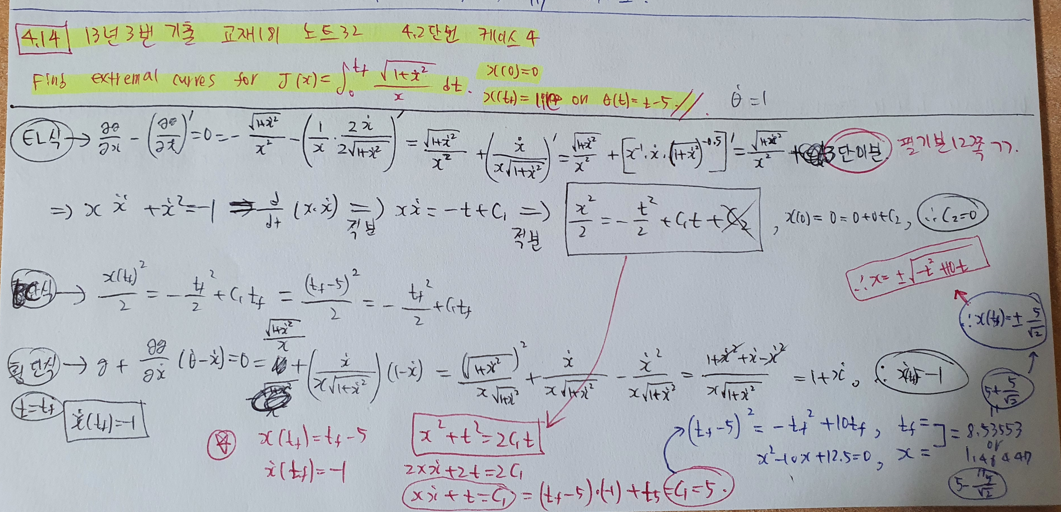 4.14 13년 3번 기출 교재181 노트32 4.2단변 케이스4
Find extremal curves for J(x)=∫₀^tf √(1+ẋ²)/x dt. x(0)=0
x(tf)= line on θ(t)=t-5. // θ̇=1
EL식 → ∂g/∂x - (∂g/∂ẋ)'=0 = -√(1+ẋ²)/x² - (1/x · 2ẋ/(2√(1+ẋ²)))' = √(1+ẋ²)/x² + (ẋ/(x√(1+ẋ²)))' = √(1+ẋ²)/x² + [x⁻¹·ẋ·(1+ẋ²)^-0.5]' = √(1+ẋ²)/x² + 3단미분. 필기본12쪽 ㄱㄱ.
⇒ x ẍ + ẋ² = -1 ⇒ d/dt (x·ẋ) ⇒ 적분 xẋ = -t+C₁ ⇒ 적분 x²/2 = -t²/2 + C₁t + C₂, x(0)=0=0+0+C₂, ∴C₂=0
∴x=±√(-t²+10t)
BC식 → x(tf)²/2 = -tf²/2 + C₁tf = (tf-5)²/2 = -tf²/2 + C₁tf
∴x(tf)=± 5/√2
횡단식 → g + ∂g/∂ẋ (θ̇-ẋ)=0 = √(1+ẋ²)/x + (ẋ/(x√(1+ẋ²)))(1-ẋ) = (√(1+ẋ²))²/(x√(1+ẋ²)) + ẋ/(x√(1+ẋ²)) - ẋ²/(x√(1+ẋ²)) = (1+ẋ²+ẋ-ẋ²)/(x√(1+ẋ²)) = 1+ẋ, ∴ẋ(tf)=-1
t=tf ẋ(tf)=-1
5+5/√2
x(tf)=tf-5 x²+t²=2C₁t (tf-5)²=-tf²+10tf, tf= = 8.53553
ẋ(tf)=-1 2xẋ+2t=2C₁ x²-10x+12.5=0, x= or 1.46447
xẋ+t=C₁ = (tf-5)·(-1)+tf = C₁=5. 5-5/√2